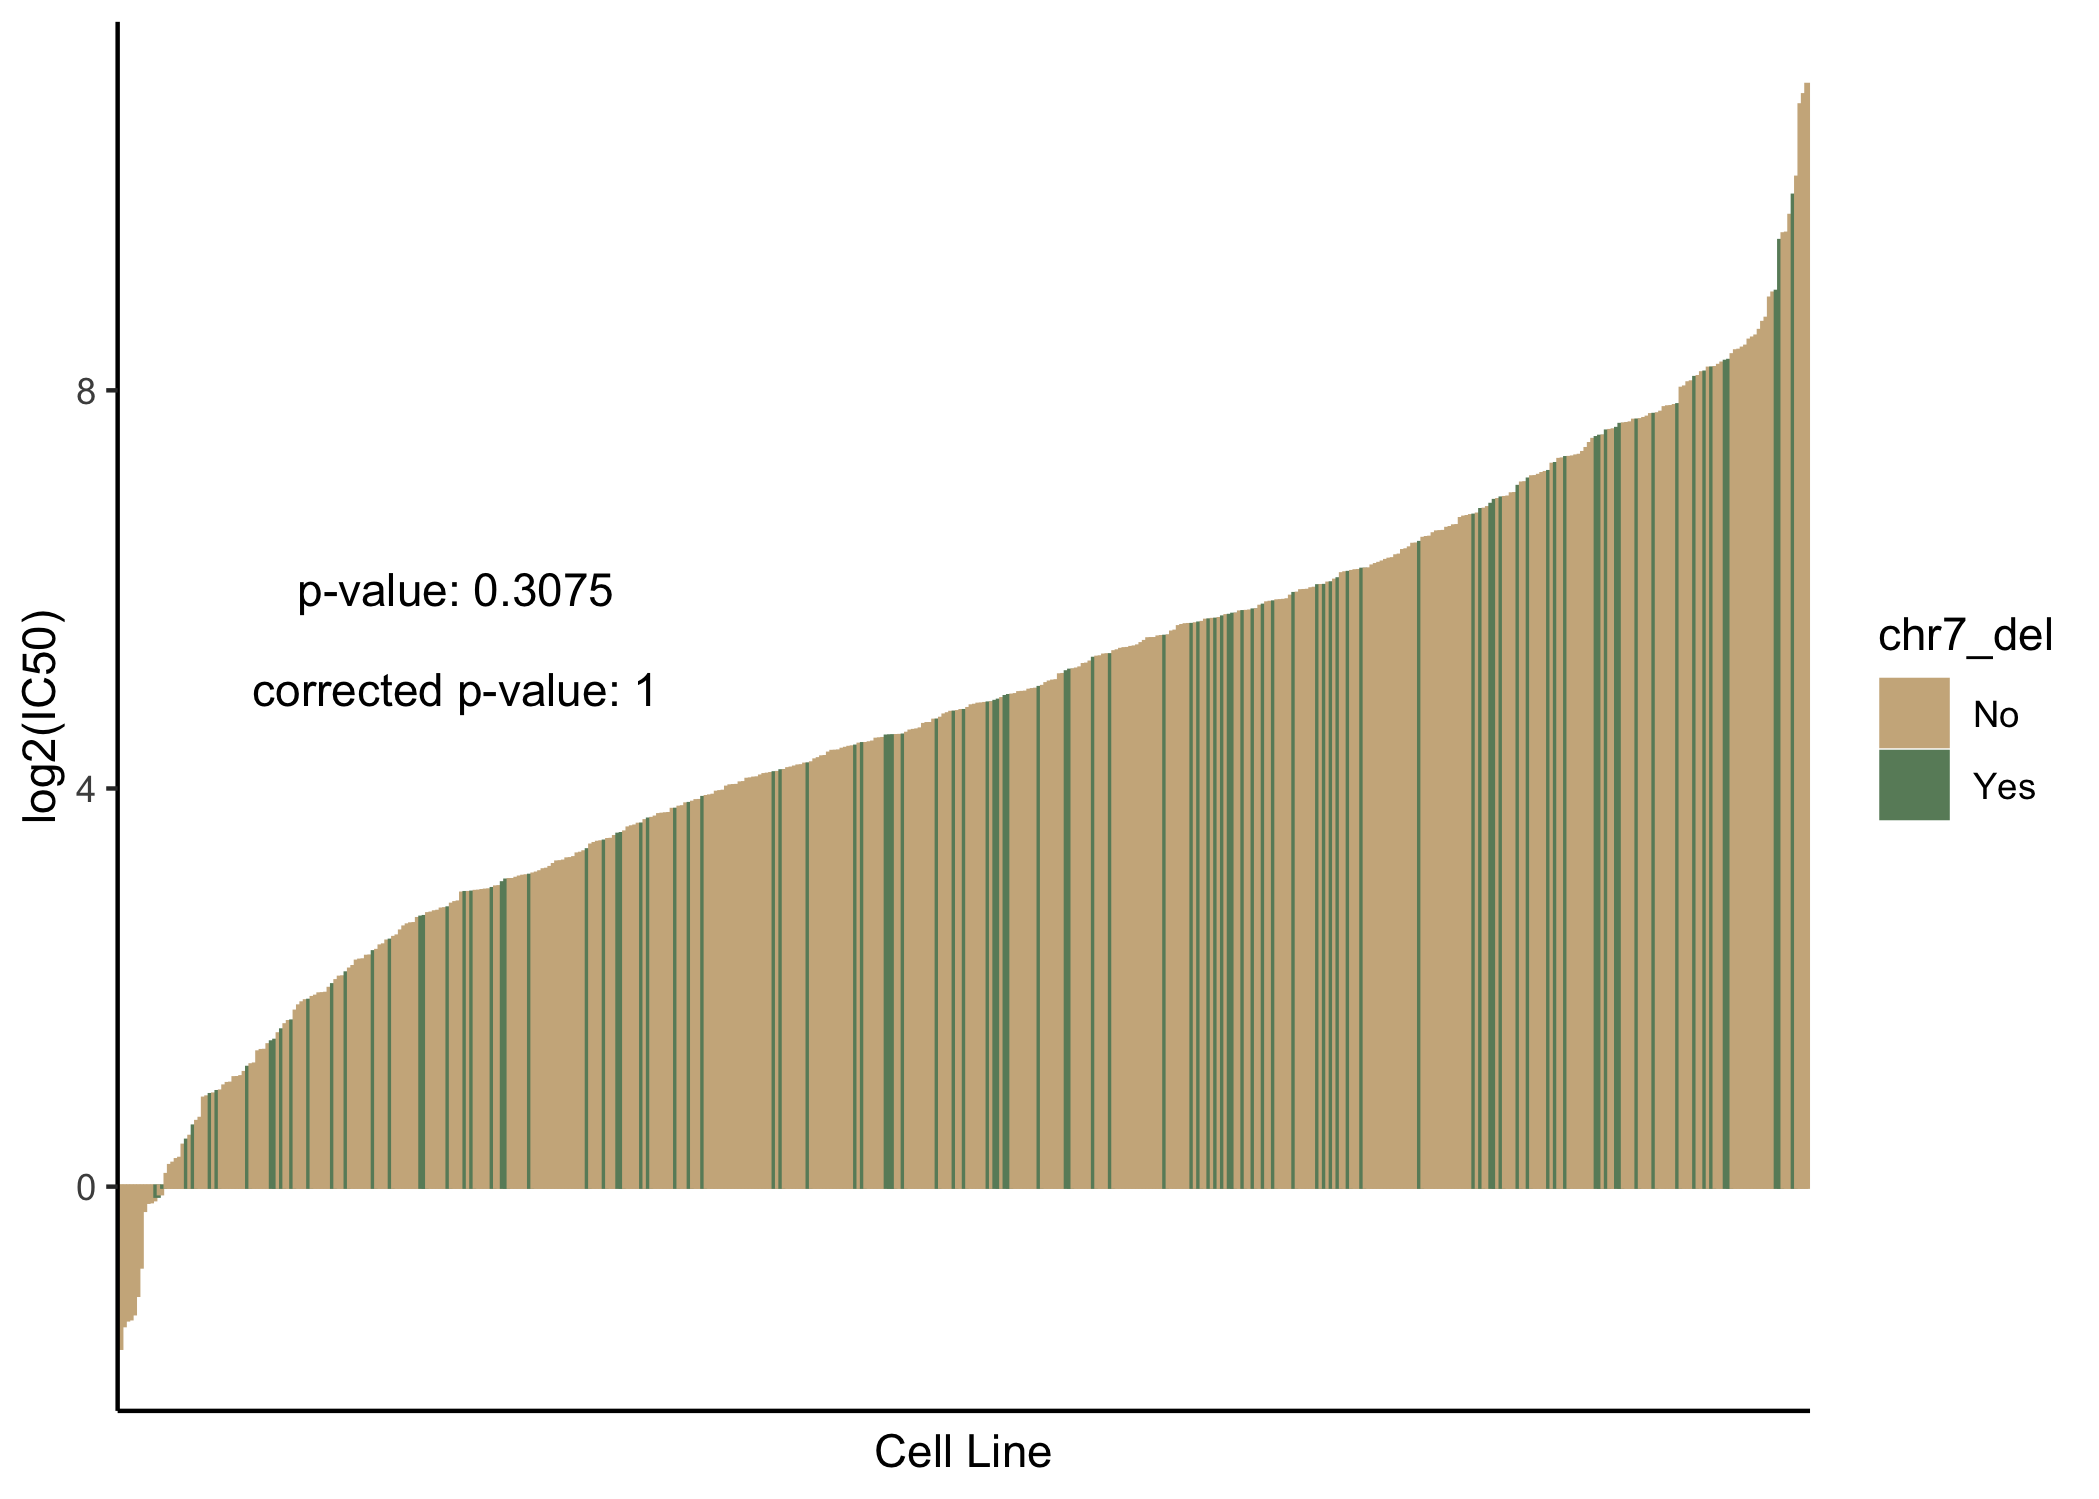 log2(IC50)
8
4
0
p-value: 0.3075
corrected p-value: 1
Cell Line
chr7_del
No
Yes